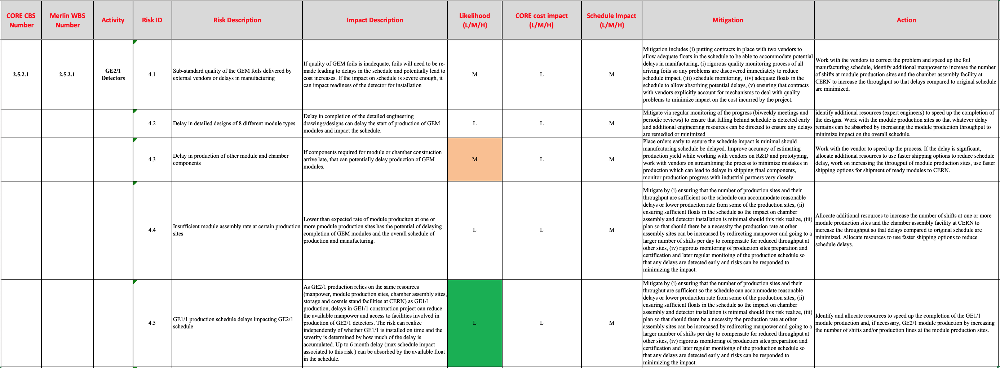 CORE CBS
Number
Merlin WBS
Number
Activity
Risk ID
Risk Description
Impact Description
Likelihood
(L/M/H)
CORE cost impact
(L/M/H)
Schedule Impact
(L/M/H)
Mitigation
Action
2.5.2.1
2.5.2.1
GE2/1
Detectors
4.1
Sub-standard quality of the GEM foils delivered by
external vendors or delays in manufacturing
If quality of GEM foils is inadequate, foils will need to be re-
made leading to delays in the schedule and potentially lead to
cost increases. If the impact on schedule is severe enough, it
can impact readiness of the detector for installation
M
L
M
Mitigation includes (i) putting contracts in place with two vendors to
allow adequate floats in the schedule to be able to accommodate potential
delays in manifacturing, (i) rigorous quality monitoring process of all
ariving foils so any problems are discovered immediately to reduce
schedule impact, (iii) schedule monitoring,  (iv) adequate floats in the
schedule to allow absorbing potential delays, (v) ensuring that contracts
with vendors explicitly account for mechanisms to deal with quality
problems to minimize impact on the cost incurred by the project.
Work with the vendors to correct the problem and speed up the foil
manufacturing schedule, identify additional manpower to increase the number
of shifts at module production sites and the chamber assembly facility at
CERN to increase the throughput so that delays compared to original schedule
are minimized.
4.2
Delay in detailed designs of 8 different module types
Delay in completion of the detailed engineering
drawings/designs can delay the start of production of GEM
modules and impact the schedule.
L
L
M
Mitigate via regular monitoring of the progress (biweekly meetings and
periodic reviews) to ensure that falling behind schedule is detected early
and additional engineering resources can be directed to ensure any delays
are remedied or minimized
identify additional resources (expert engineers) to speed up the completion of
the designs. Work with the module production sites so that whatever delay
remains can be absorbed by increasing the module produciton throughput to
minimize impact on the overall schedule.
4.3
Delay in production of other module and chamber
components
If components required for module or chamber construction
arrive late, that can potentially delay production of GEM
modules.
M
L
M
Place orders early to esnure the schedule impact is minimal should
manufcaturing schedule be delayed. Improve accuracy of estimating
production yield while working with vendors on R&D and prototyping,
work with vendors on streamlining the process to minimize mistakes in
production which can lead to delays in shipping final components,
monitor production progress with industrial partners very closely.
Work with the vendor to speed up the process. If the delay is signficant,
allocate additional resources to use faster shipping options to reduce schedule
delay, work on increasing the througput of module production sites, use faster
shipping options for shipment of ready modules to CERN.
4.4
Insufficient module assembly rate at certain production
sites
Lower than expected rate of module produciton at one or
more pmodule production sites has the potential of delaying
completion of GEM modules and the overall schedule of
production and manufacturing.
L
L
M
Mitigate by (i) ensuring that the number of production sites and their
throughput are sufficient so the schedule can accommodate reasonable
delays or lower produciton rate from some of the production sites, (ii)
ensuring sufficient floats in the schedule so the impact on chamber
assembly and detector installation is minimal should this risk realize, (iii)
plan so that should there be a necessity the production rate at other
assembly sites can be increaased by redirecting manpower and going to a
larger number of shifts per day to compensate for reduced throughput at
other sites, (iv) rigorous monitoring of production sites preparation and
certification and later regular monitoing of the production schedule so
that any delays are detected early and risks can be responded to
minimizing the impact.
Allocate additional resources to increase the number of shifts at one or more
module production sites and the chamber assembly facility at CERN to
increase the throughput so that delays compared to original schedule are
minimized. Allocate resources to use faster shipping options to reduce
schedule delays.
4.5
GE1/1 production schedule delays impacting GE2/1
schedule
As GE2/1 production relies on the same resources
(manpower, module production sites, chamber assembly sites,
storage and cosmis stand facilities at CERN) as GE1/1
production, delays in GE1/1 construction project can reduce
the available manpower and access to facilities involved in
production of GE2/1 detectors. The risk can realize
independently of whether GE1/1 is installed on time and the
severity is determined by how much of the delay is
accumulated. Up to 6 month delay (max schedule impact
associated to this risk ) can be absorbed by the available float
in the schedule.
L
L
M
Mitigate by (i) ensuring that the number of production sites and their
throughut are sufficient so the schedule can accommodate reasonable
delays or lower produciton rate from some of the production sites, (ii)
ensuring sufficient floats in the schedule so the impact on chamber
assembly and detector installation is minimal should this risk realize, (iii)
plan so that should there be a necessity the production rate at other
assembly sites can be increaased by redirecting manpower and going to a
larger number of shifts per day to compensate for reduced throughput at
other sites, (iv) rigorous monitoring of production sites preparation and
certification and later regular monitoing of the production schedule so
that any delays are detected early and risks can be responded to
minimizing the impact.
Identify and allocate resources to speed up the completion of the GE1/1
module production and, if necessary, GE2/1 module production by increasing
the number of shifts and/or production lines at the module production sites.